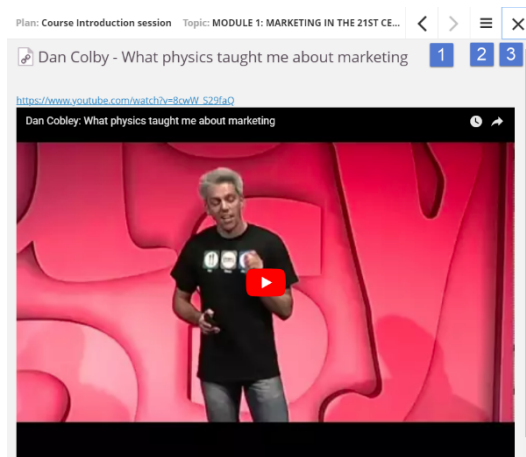 Plan: Course Introduction session Topic: MODULE 1: MARKETING IN THE 21ST CE...
Dan Colby - What physics taught me about marketing
1 2 3
https://www.youtube.com/watch?v=8cwW_S29faQ
Dan Cobley: What physics taught me about marketing